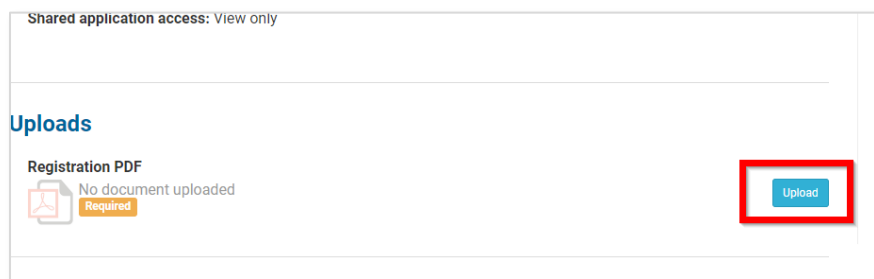 Shared application access: View only
Uploads
Registration PDF
No document uploaded
Required
Upload